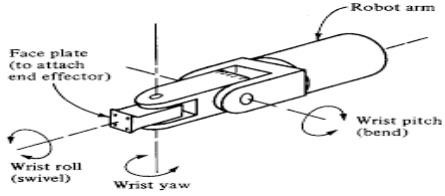 Robot arm
Face plate
(to attach
end effector)
Wrist pitch
(bend)
Wrist roll
(swivel)
Wrist yaw